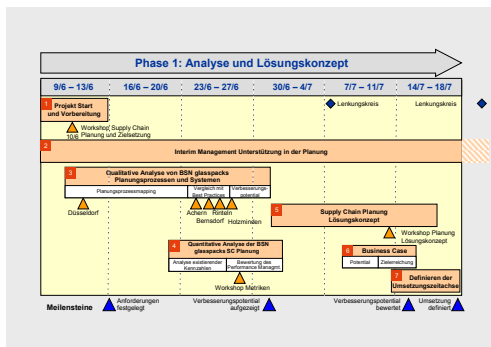 Phase 1: Analyse und Lösungskonzept
9/6 – 13/6
16/6 – 20/6
23/6 – 27/6
30/6 – 4/7
7/7 – 11/7
14/7 – 18/7
1
Projekt Start
und Vorbereitung
Lenkungskreis
Lenkungskreis
10/6
Workshop Supply Chain
Planung und Zielsetzung
2
Interim Management Unterstützung in der Planung
3
Qualitative Analyse von BSN glasspacks
Planungsprozessen und Systemen
Planungsprozessmapping
Vergleich mit
Best Practices
Verbesserungs-
potential
Düsseldorf
Achern
Rinteln
Bernsdorf
Holzminden
5
Supply Chain Planung
Lösungskonzept
Workshop Planung
Lösungskonzept
4
Quantitative Analyse der BSN
glasspacks SC Planung
Analyse existierender
Kennzahlen
Bewertung des
Performance Managmt.
Workshop Metriken
6
Business Case
Potential
Zielerreichung
7
Definieren der
Umsetzungszeitachse
Meilensteine
Anforderungen
festgelegt
Verbesserungspotential
aufgezeigt
Verbesserungspotential
bewertet
Umsetzung
definiert